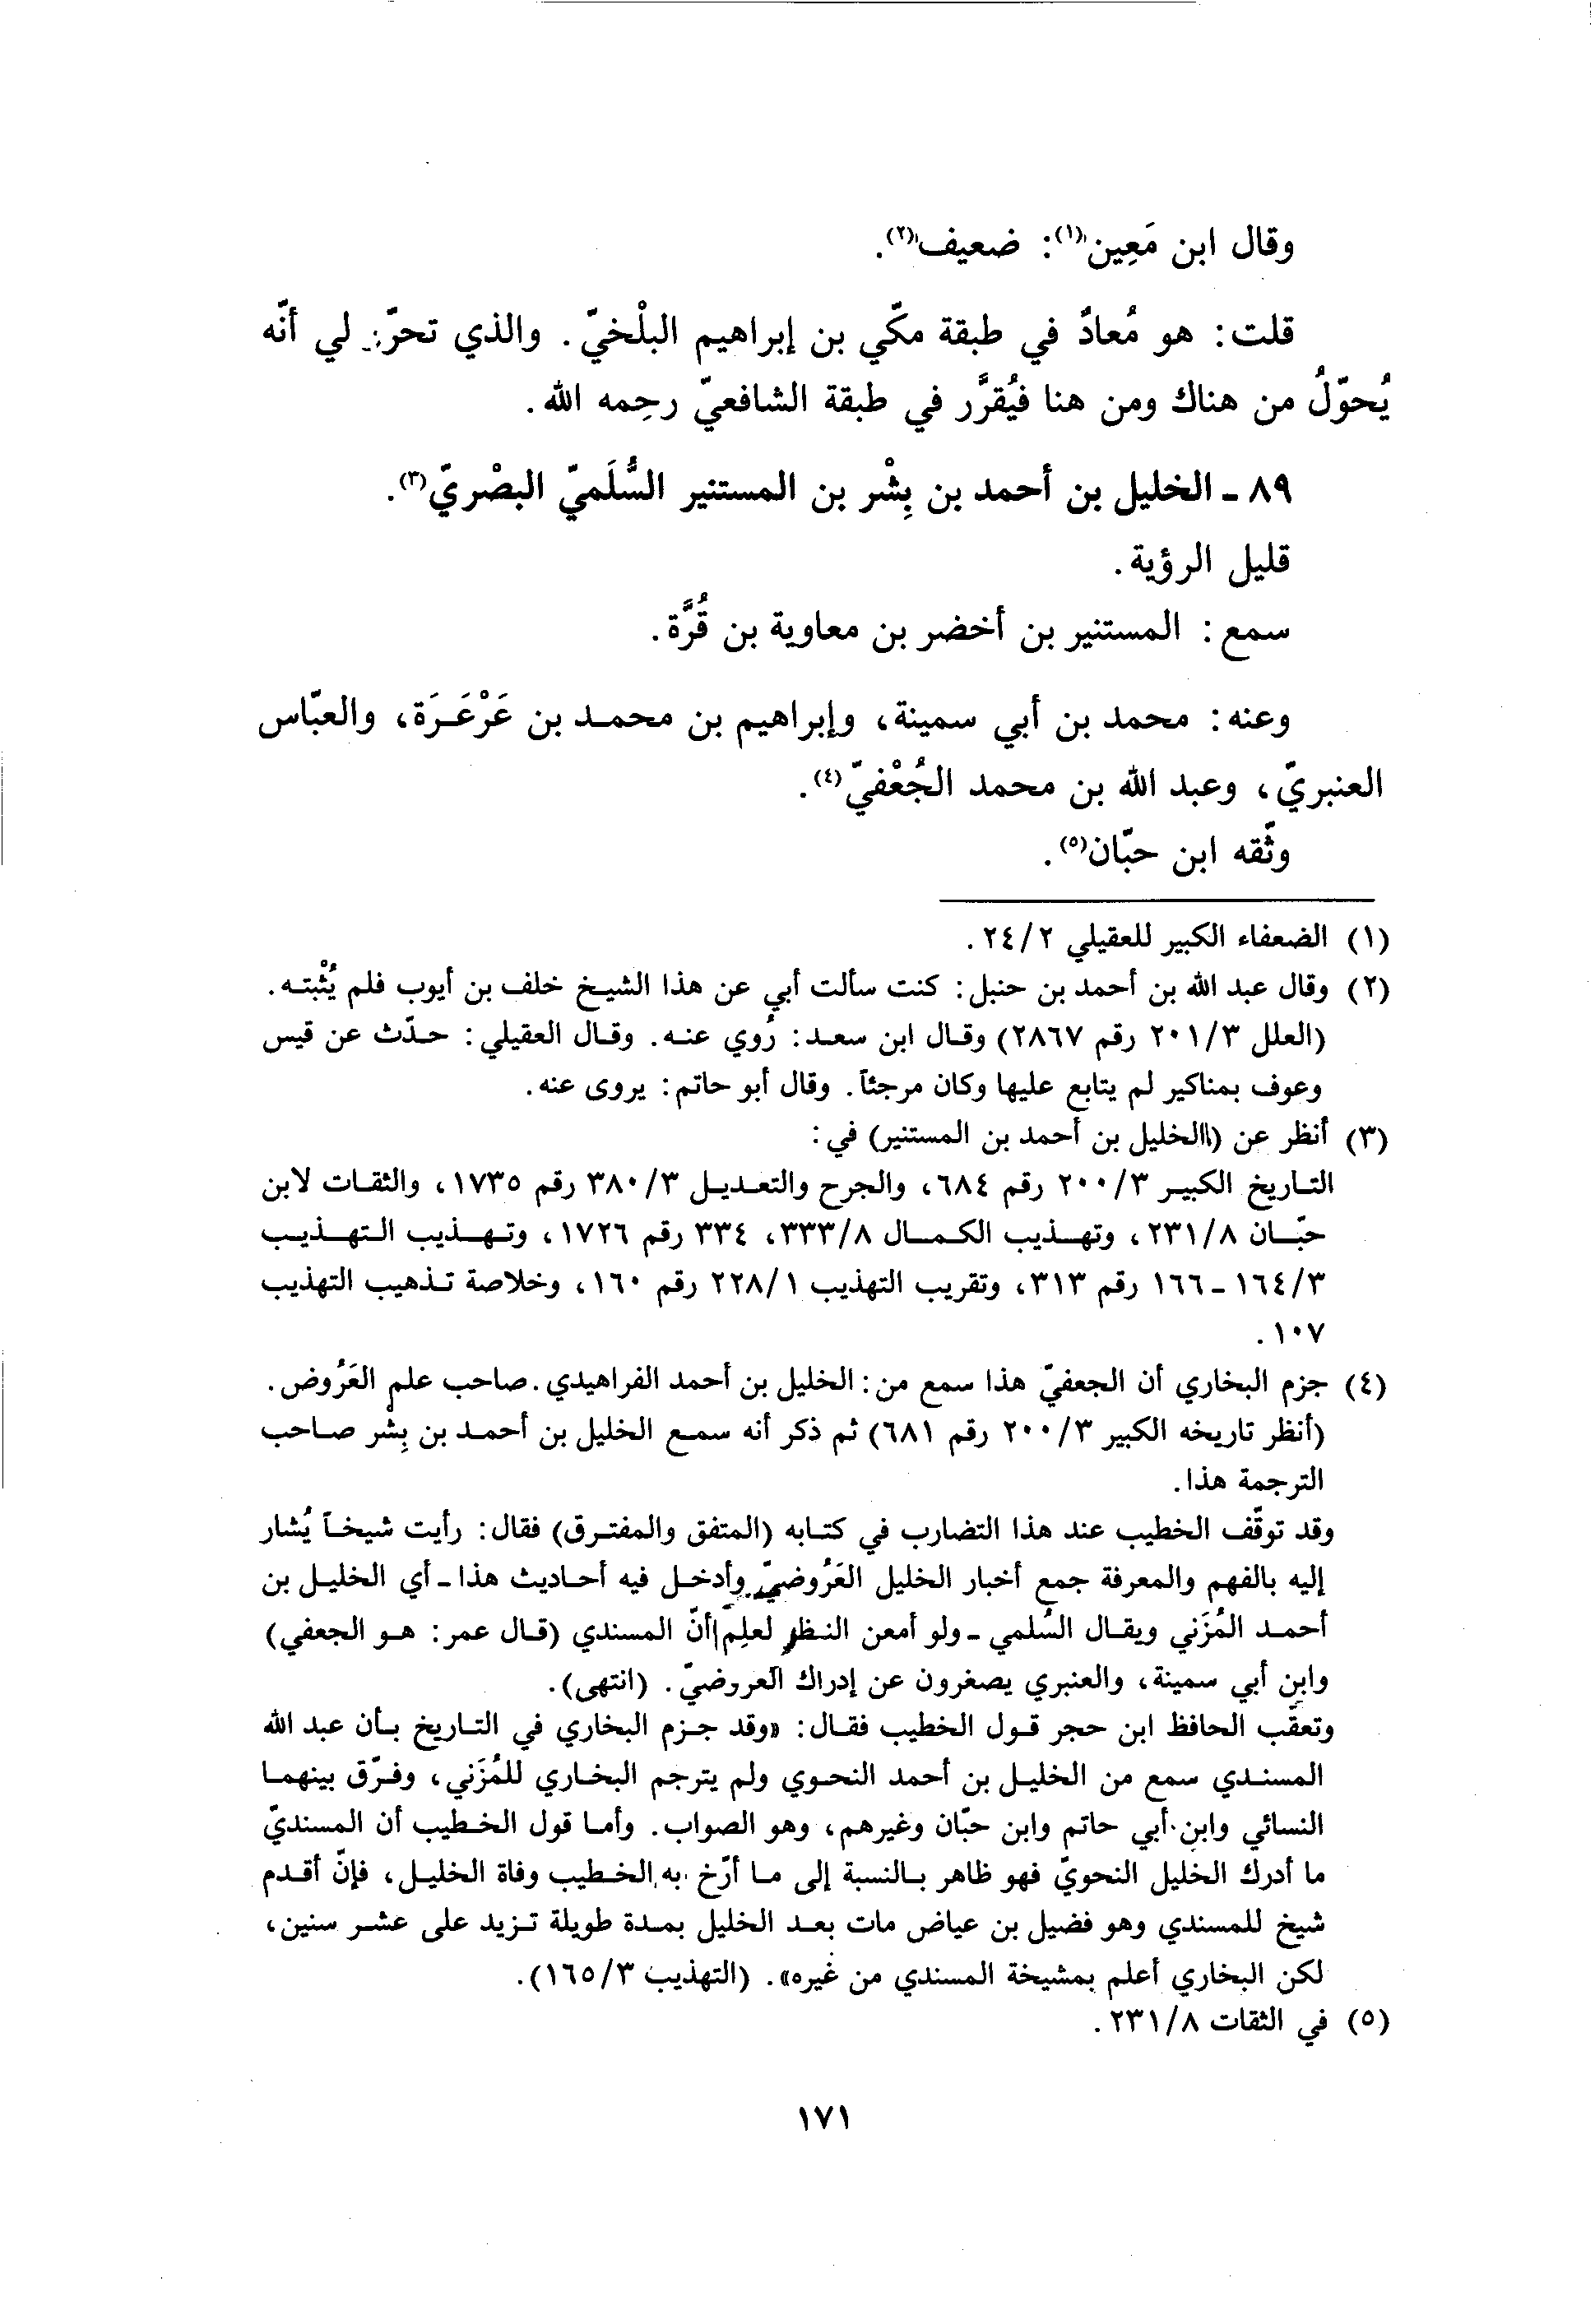 وقال ابن مَعِين(١): ضعيف(٢).
قلت: هو مُعادٌ في طبقة مكّي بن إبراهيم البلْخيّ. والذي تحرّر لي أنّه
يُحوّلُ من هناك ومن هنا فيُقرَّر في طبقة الشافعيّ رحِمه الله.
٨٩ - الخليل بن أحمد بن بِشْر بن المستنير السُّلَميّ البصْريّ(٣).
قليل الرؤية.
سمع: المستنير بن أخضر بن معاوية بن قُرَّة.
وعنه: محمد بن أبي سمينة، وإبراهيم بن محمد بن عَرْعَرَة، والعبّاس
العنبريّ، وعبد الله بن محمد الجُعْفيّ(٤).
وثّقه ابن حبّان(٥).
(١) الضعفاء الكبير للعقيلي ٢٤/٢.
(٢) وقال عبد الله بن أحمد بن حنبل: كنت سألت أبي عن هذا الشيخ خلف بن أيوب فلم يُثْبته.
(العلل ٢٠١/٣ رقم ٢٨٦٧) وقال ابن سعد: رُوي عنه. وقال العقيلي: حدّث عن قيس
وعوف بمناكير لم يتابع عليها وكان مرجئاً. وقال أبو حاتم: يروى عنه.
(٣) أنظر عن (الخليل بن أحمد بن المستنير) في:
التاريخ الكبير ٢٠٠/٣ رقم ٦٨٤، والجرح والتعديل ٣٨٠/٣ رقم ١٧٣٥، والثقات لابن
حبّان ٢٣١/٨، وتهذيب الكمال ٣٣٣/٨، ٣٣٤ رقم ١٧٢٦، وتهذيب التهذيب
١٦٤/٣ - ١٦٦ رقم ٣١٣، وتقريب التهذيب ٢٢٨/١ رقم ١٦٠، وخلاصة تذهيب التهذيب
١٠٧.
(٤) جزم البخاري أن الجعفيّ هذا سمع من: الخليل بن أحمد الفراهيدي. صاحب علم العَرُوض.
(أنظر تاريخه الكبير ٢٠٠/٣ رقم ٦٨١) ثم ذكر أنه سمع الخليل بن أحمد بن بِشْر صاحب
الترجمة هذا.
وقد توقّف الخطيب عند هذا التضارب في كتابه (المتفق والمفترق) فقال: رأيت شيخاً يُشار
إليه بالفهم والمعرفة جمع أخبار الخليل العَرُوضيّ وأدخل فيه أحاديث هذا - أي الخليل بن
أحمد المُزَني ويقال السُلمي - ولو أمعن النظر لعلِم أنّ المسندي (قال عمر: هو الجعفي)
وابن أبي سمينة، والعنبري يصغرون عن إدراك العروضيّ. (انتهى).
وتعقّب الحافظ ابن حجر قول الخطيب فقال: «وقد جزم البخاري في التاريخ بأن عبد الله
المسندي سمع من الخليل بن أحمد النحوي ولم يترجم البخاري للمُزَني، وفرّق بينهما
النسائي وابن أبي حاتم وابن حبّان وغيرهم، وهو الصواب. وأما قول الخطيب أن المسنديّ
ما أدرك الخليل النحويّ فهو ظاهر بالنسبة إلى ما أرّخ به الخطيب وفاة الخليل، فإنّ أقدم
شيخ للمسندي وهو فضيل بن عياض مات بعد الخليل بمدة طويلة تزيد على عشر سنين،
لكن البخاري أعلم بمشيخة المسندي من غيره». (التهذيب ١٦٥/٣).
(٥) في الثقات ٢٣١/٨.
١٧١